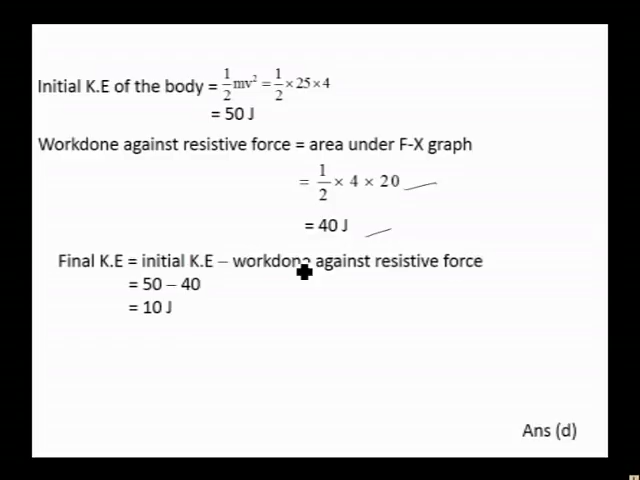 Initial K.E of the body = 1/2 mv² = 1/2 × 25 × 4
= 50 J
Workdone against resistive force = area under F-X graph
= 1/2 × 4 × 20
= 40 J
Final K.E = initial K.E – workdone against resistive force
= 50 – 40
= 10 J
Ans (d)